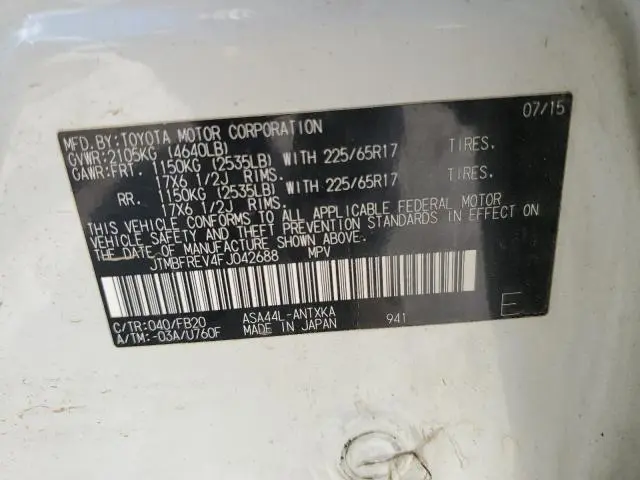 07/15
MFD.BY:TOYOTA MOTOR CORPORATION
GVWR:2105KG (4640LB)
GAWR:FRT. 1150KG (2535LB) WITH 225/65R17 TIRES.
17X6 1/2J RIMS.
RR. 1150KG (2535LB) WITH 225/65R17 TIRES.
17X6 1/2J RIMS.
THIS VEHICLE CONFORMS TO ALL APPLICABLE FEDERAL MOTOR
VEHICLE SAFETY AND THEFT PREVENTION STANDARDS IN EFFECT ON
THE DATE OF MANUFACTURE SHOWN ABOVE.
JTMBFREV4FJ042688 MPV
C/TR:040/FB20 ASA44L-ANTXKA 941
A/TM:-03A/U760F MADE IN JAPAN
E